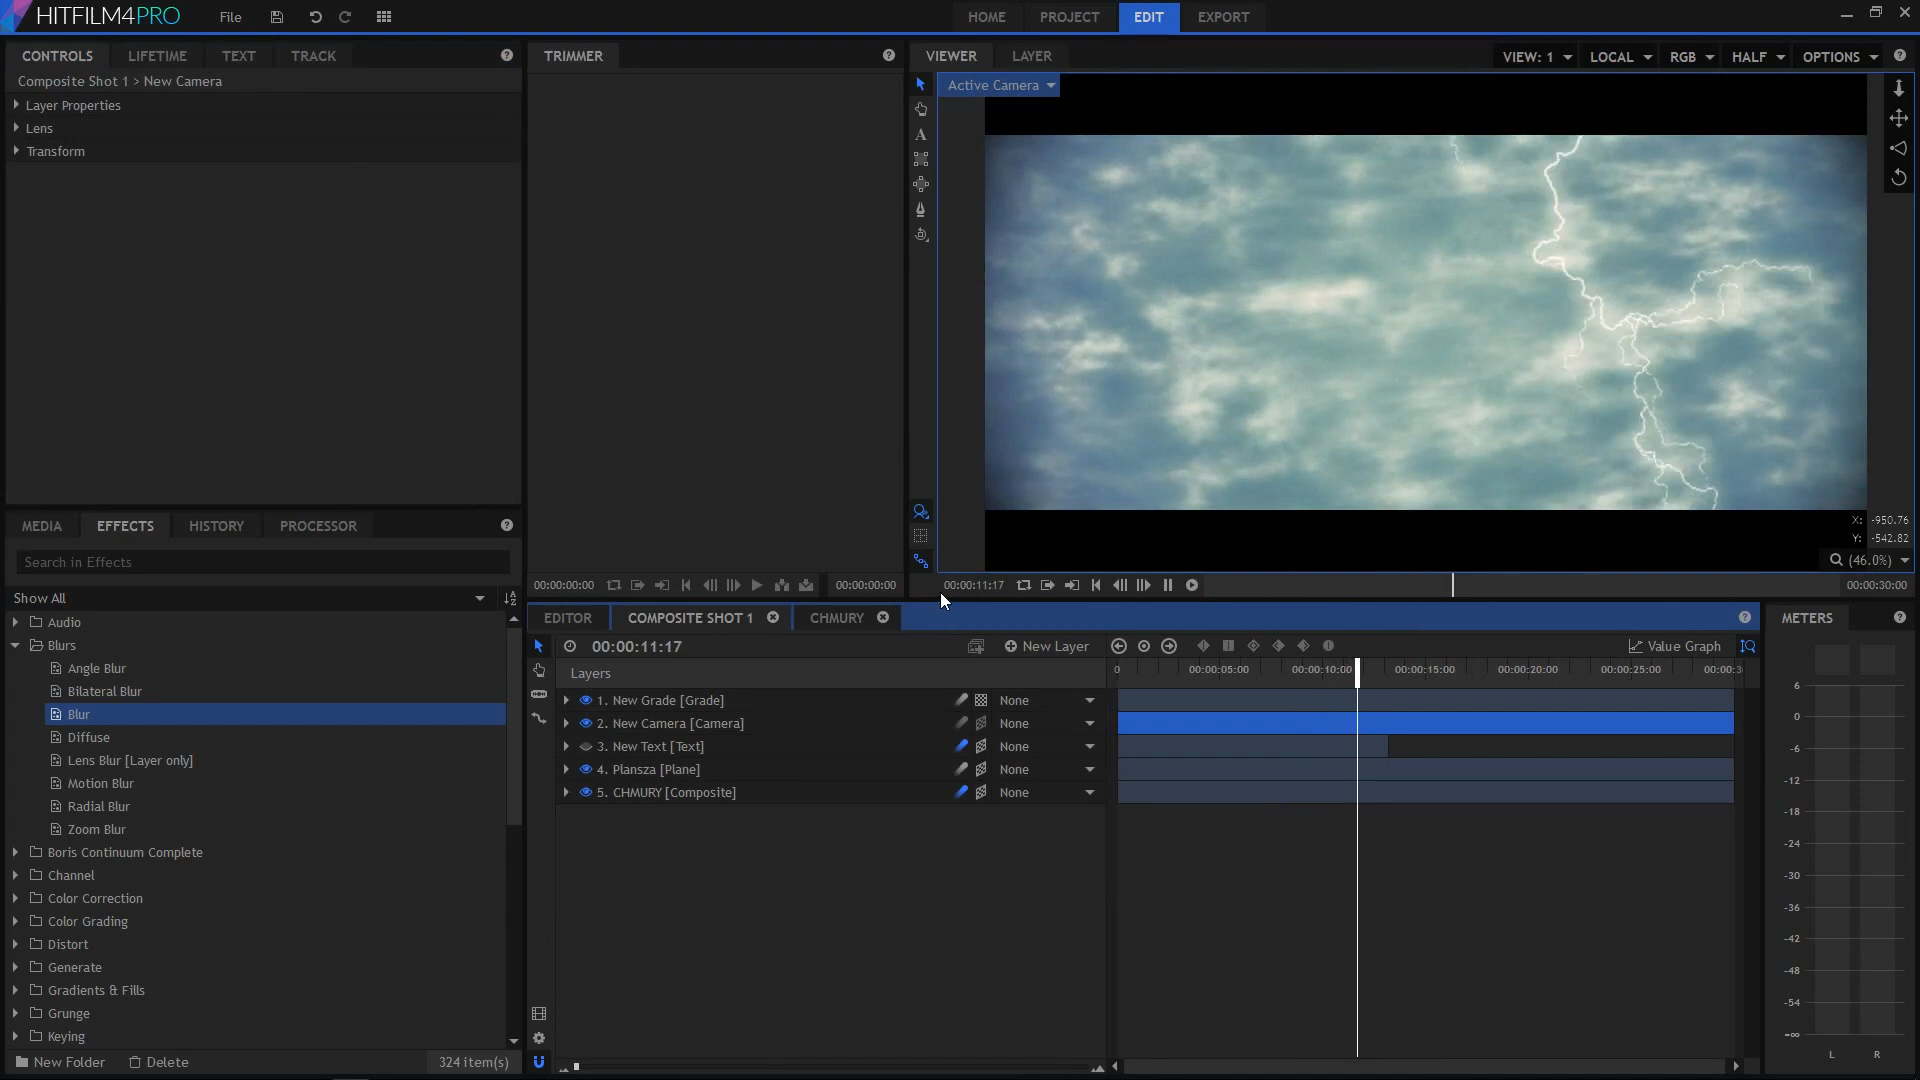 HITFILM4PRO
File
HOME
PROJECT
EDIT
EXPORT
CONTROLS
LIFETIME
TEXT
TRACK
Composite Shot 1 > New Camera
Layer Properties
Lens
Transform
TRIMMER
00:00:00:00
00:00:00:00
VIEWER
LAYER
VIEW: 1
LOCAL
RGB
HALF
OPTIONS
Active Camera
X: -950.76
Y: -542.82
(46.0%)
00:00:11:17
00:00:30:00
MEDIA
EFFECTS
HISTORY
PROCESSOR
Search in Effects
Show All
Audio
Blurs
Angle Blur
Bilateral Blur
Blur
Diffuse
Lens Blur [Layer only]
Motion Blur
Radial Blur
Zoom Blur
Boris Continuum Complete
Channel
Color Correction
Color Grading
Distort
Generate
Gradients & Fills
Grunge
Keying
New Folder
Delete
324 item(s)
EDITOR
COMPOSITE SHOT 1
CHMURY
00:00:11:17
New Layer
Value Graph
Layers
0
00:00:05:00
00:00:10:00
00:00:15:00
00:00:20:00
00:00:25:00
00:00:3
1. New Grade [Grade] None
2. New Camera [Camera] None
3. New Text [Text] None
4. Plansza [Plane] None
5. CHMURY [Composite] None
METERS
6
0
-6
-12
-18
-24
-30
-36
-42
-48
-54
-∞
L R